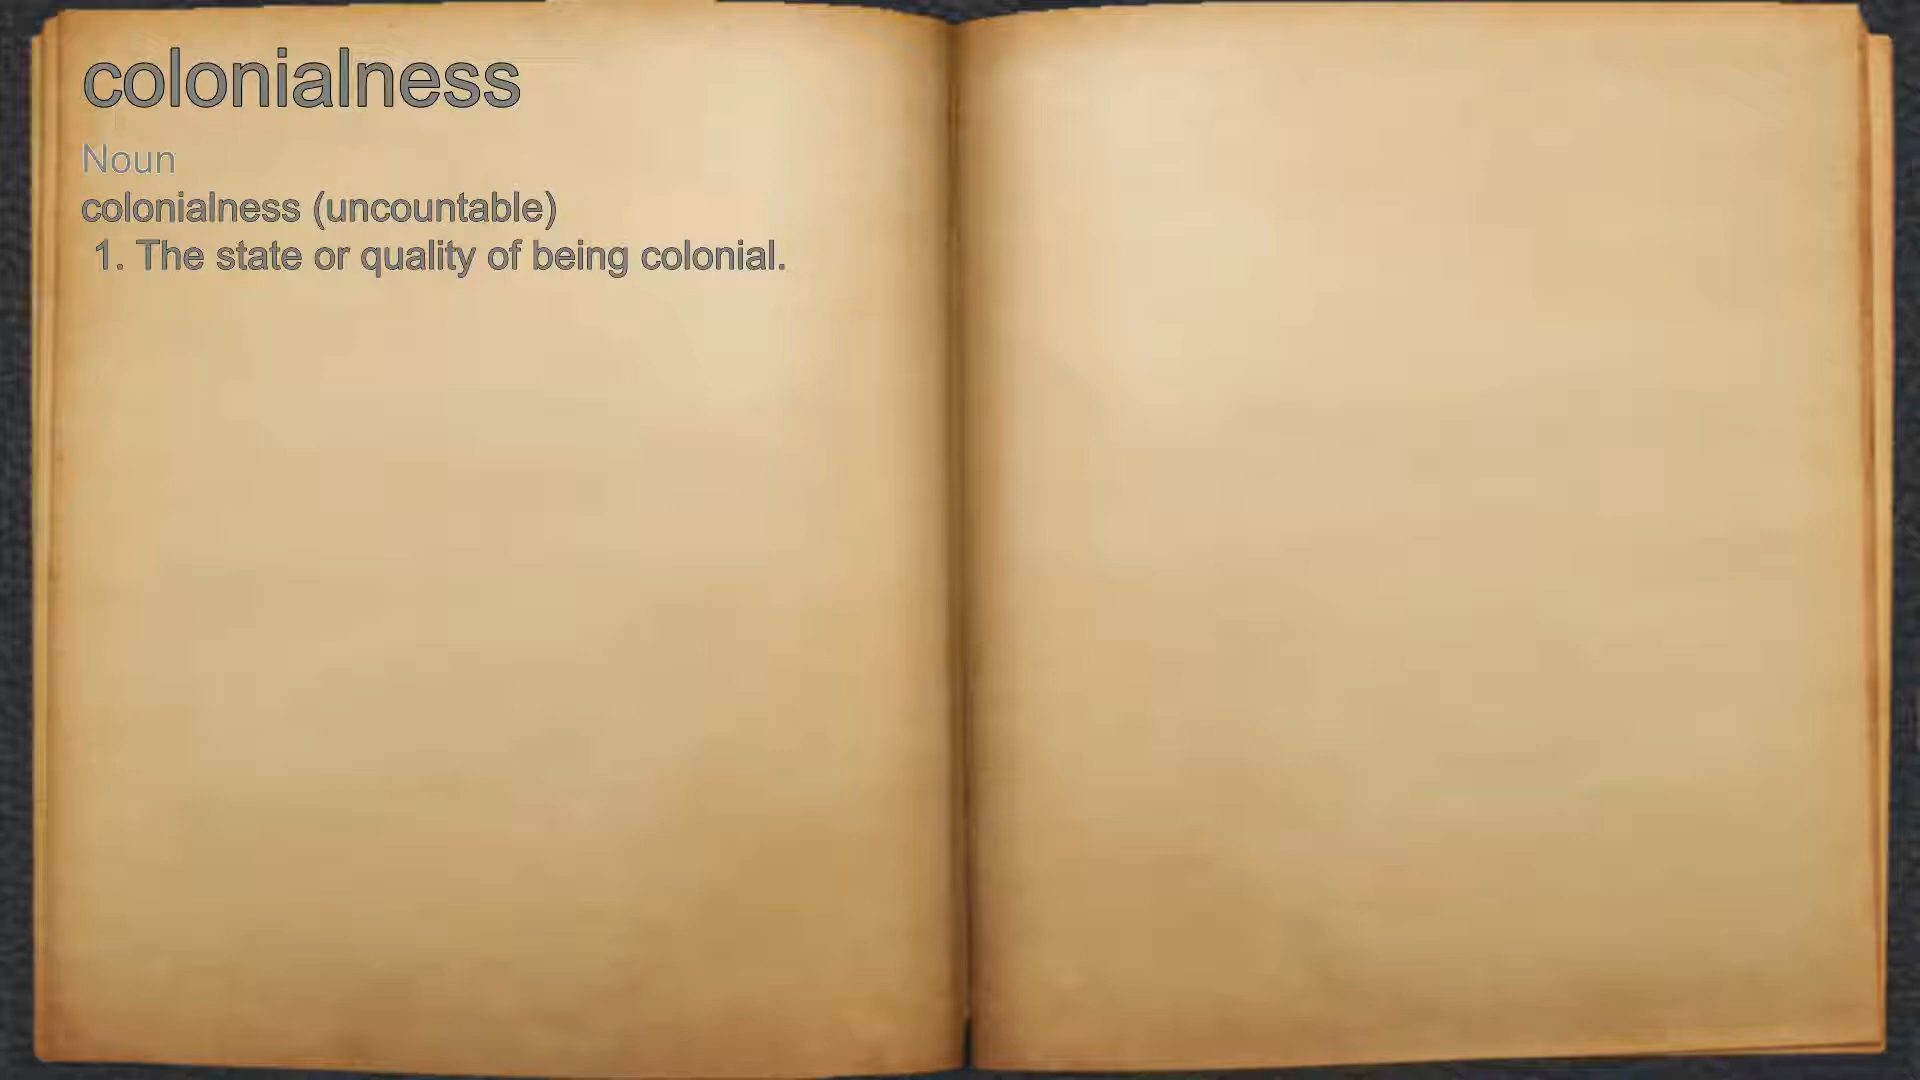 colonialness
Noun
colonialness (uncountable)
1. The state or quality of being colonial.